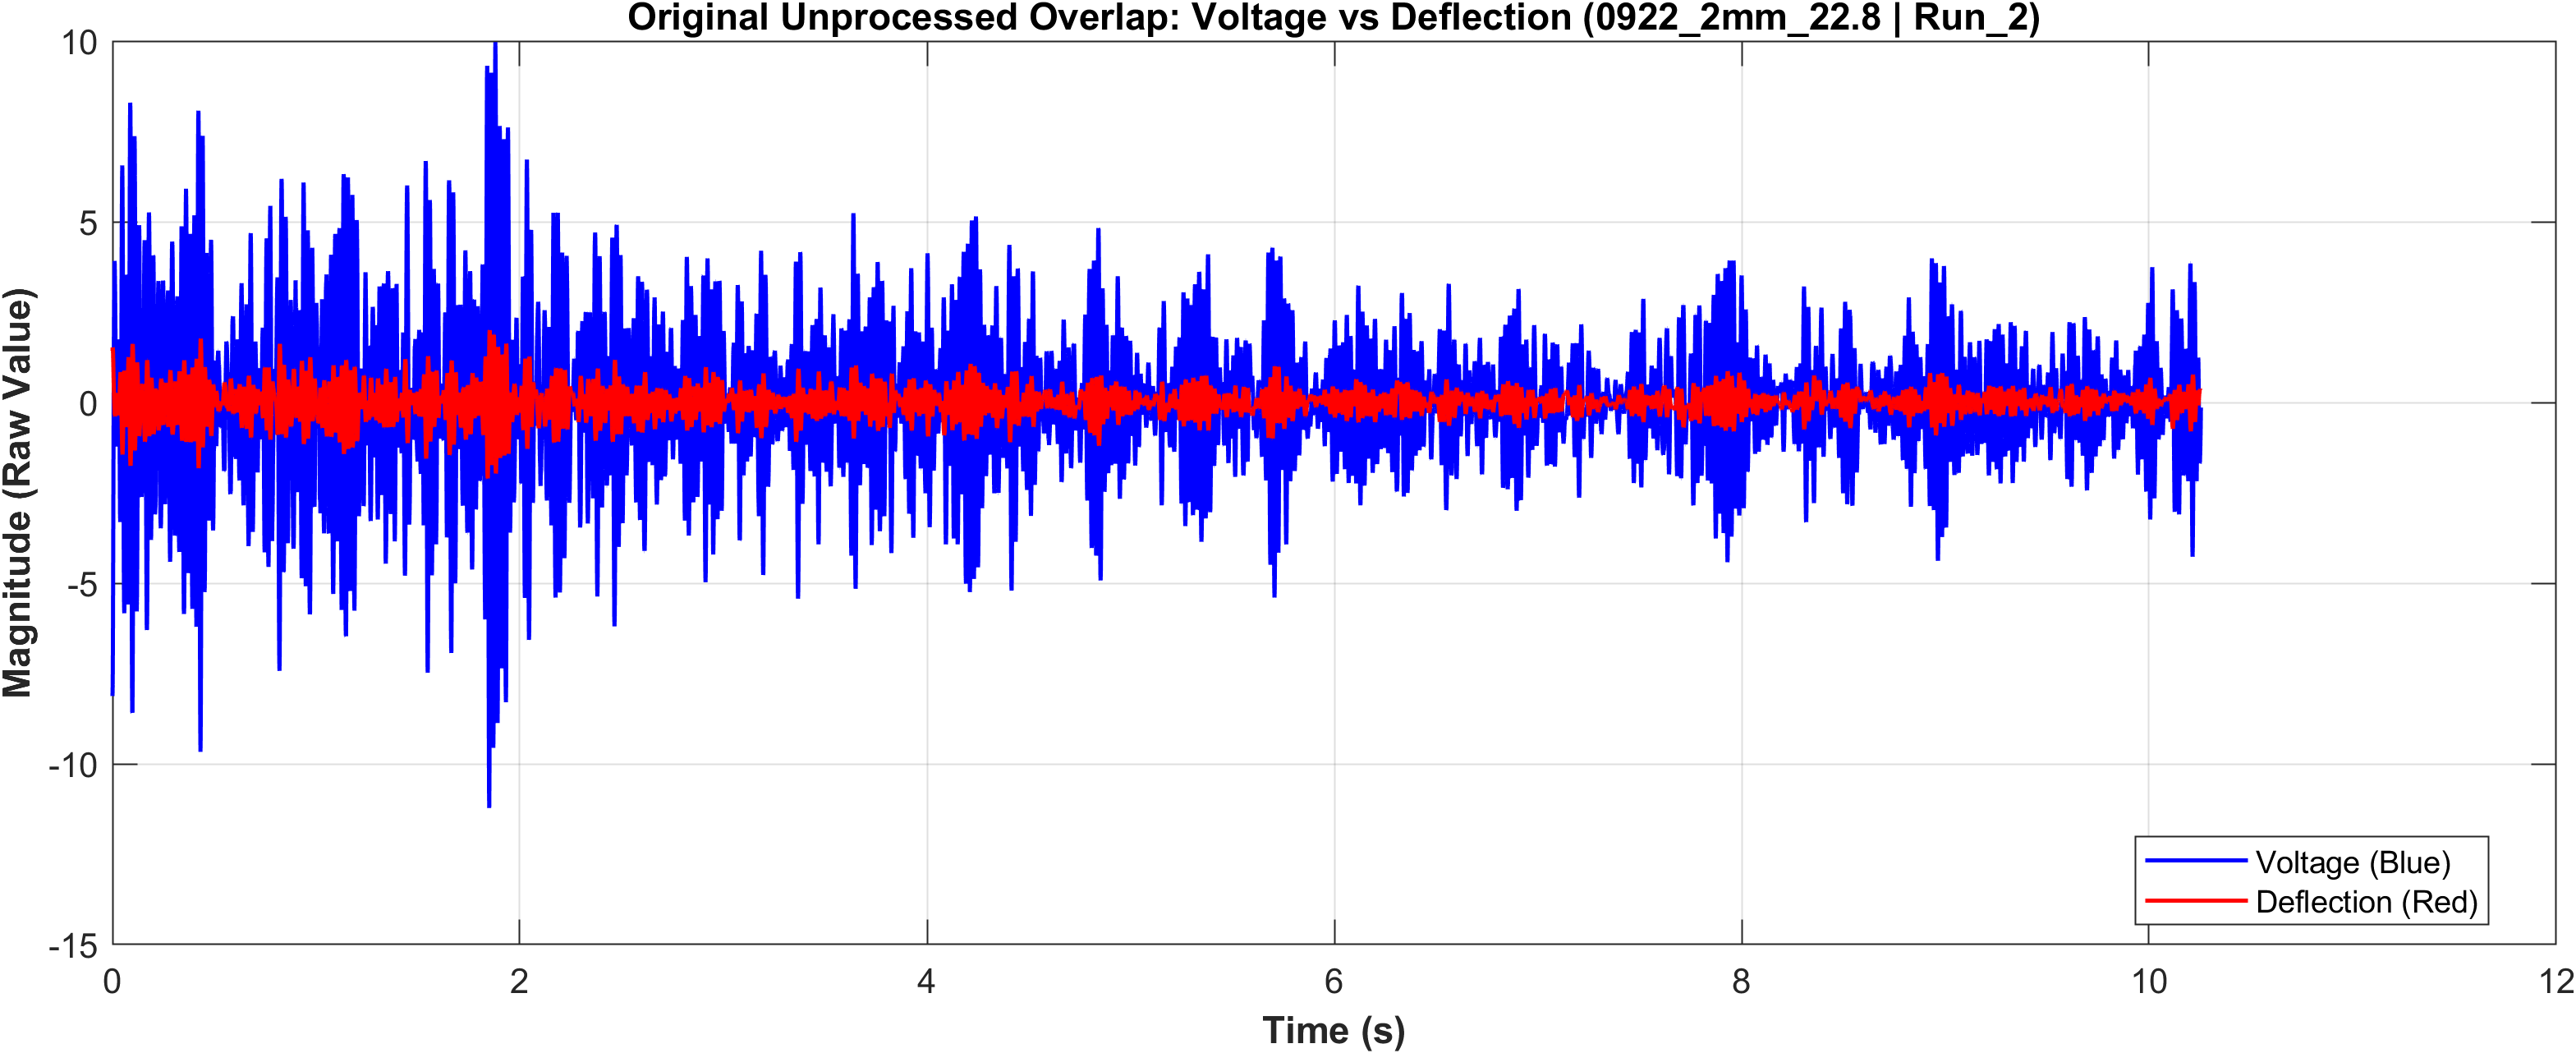 Original Unprocessed Overlap: Voltage vs Deflection (0922_2mm_22.8 | Run_2)
10
5
0
-5
-10
-15
Magnitude (Raw Value)
0
2
4
6
8
10
12
Time (s)
Voltage (Blue)
Deflection (Red)